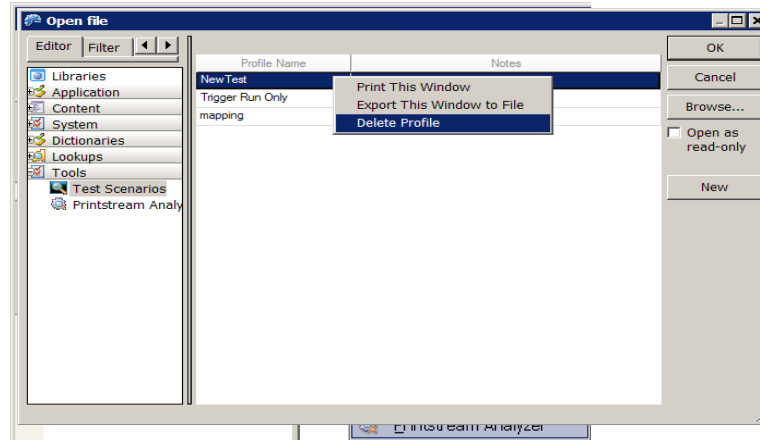 Open file
Editor Filter
OK
Profile Name Notes
Libraries
NewTest
Print This Window
Cancel
Application
Trigger Run Only
Export This Window to File
Browse...
Content
mapping
Delete Profile
System
Open as
read-only
Dictionaries
Lookups
Tools
Test Scenarios
New
Printstream Analy
Printstream Analyzer